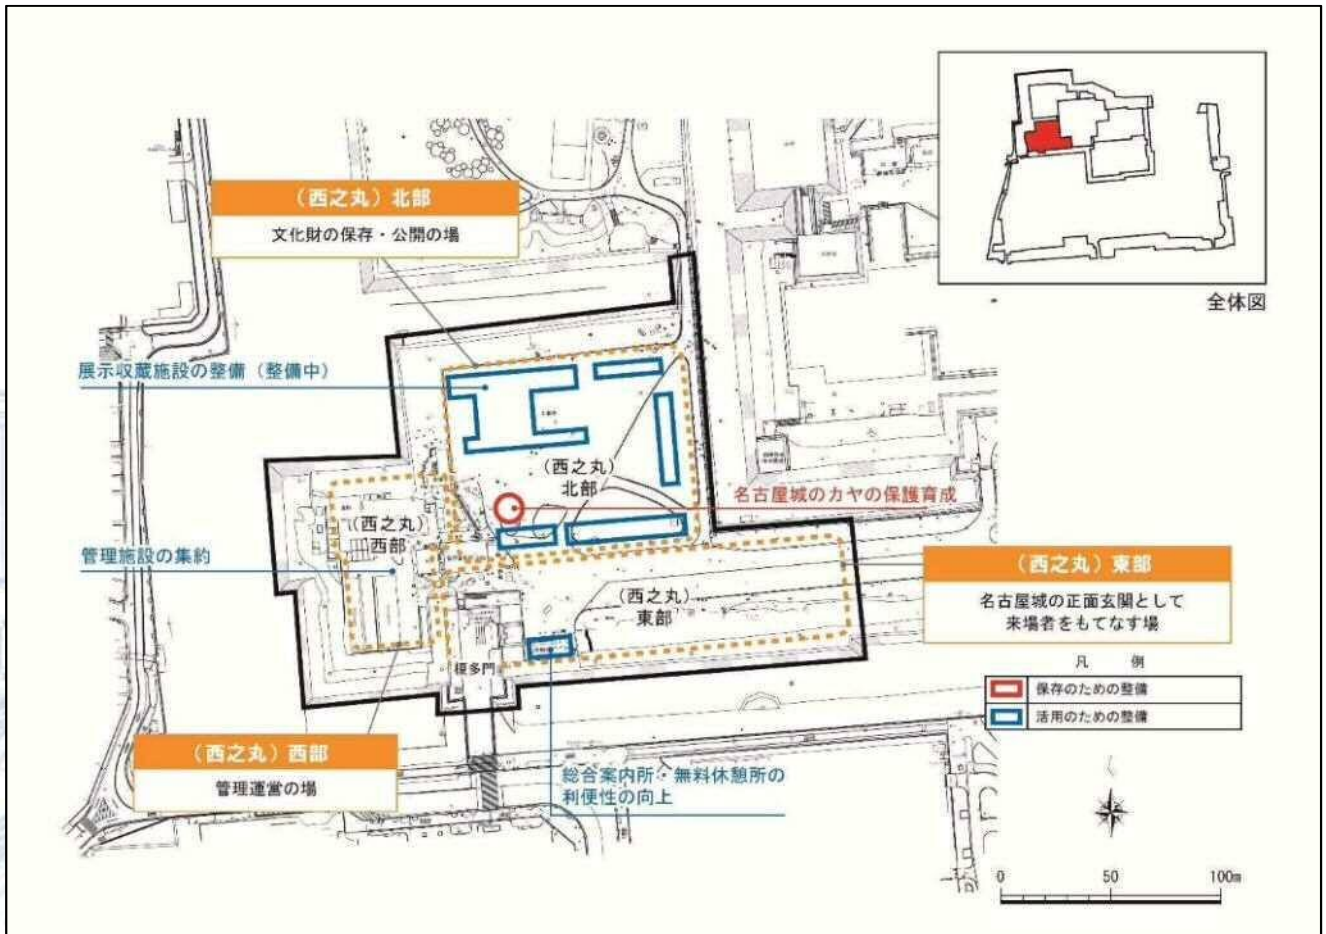 全体図
（西之丸）北部
文化財の保存・公開の場
展示収蔵施設の整備（整備中）
（西之丸）
北部
名古屋城のカヤの保護育成
（西之丸）
西部
管理施設の集約
（西之丸）東部
名古屋城の正面玄関として
来場者をもてなす場
（西之丸）
東部
榎多門
凡 例
保存のための整備
活用のための整備
（西之丸）西部
管理運営の場
総合案内所・無料休憩所の
利便性の向上
0 50 100m